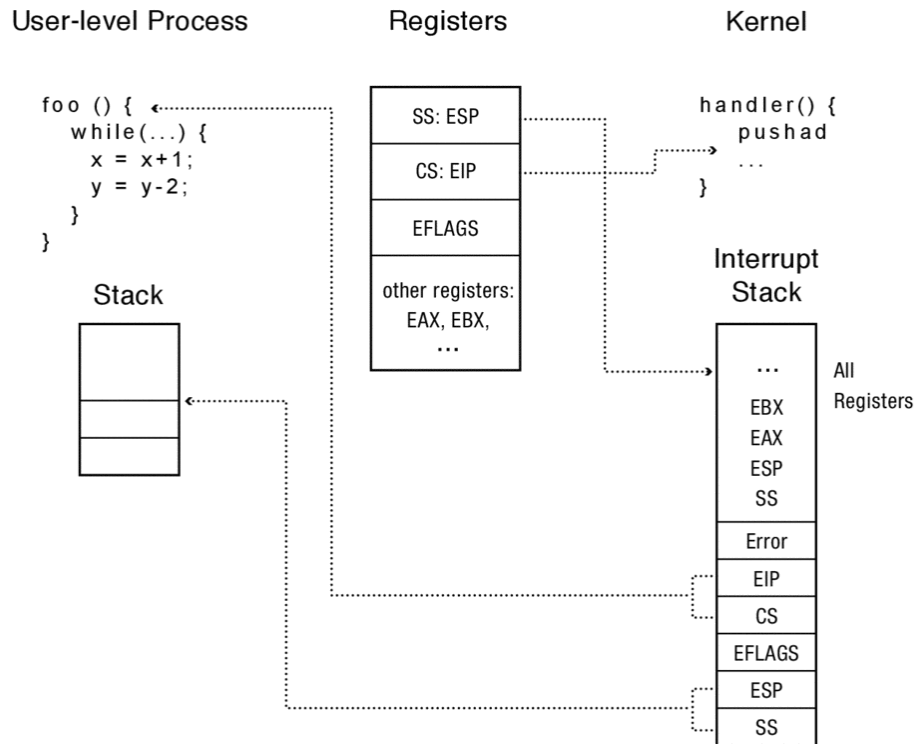 User-level Process
Registers
Kernel
foo () {
while(...) {
x = x+1;
y = y-2;
}
}
Stack
SS: ESP
CS: EIP
EFLAGS
other registers:
EAX, EBX,
...
handler() {
pushad
...
}
Interrupt
Stack
...
EBX
EAX
ESP
SS
Error
EIP
CS
EFLAGS
ESP
SS
All
Registers